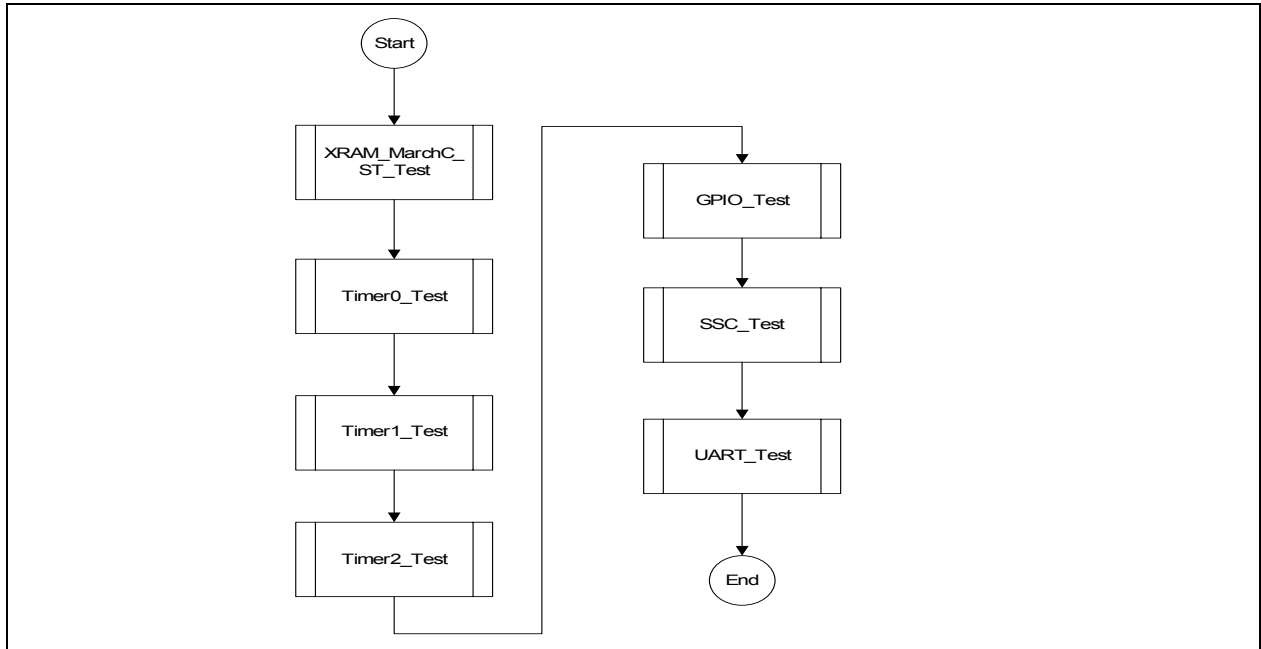 Start
XRAM_MarchC_
ST_Test
Timer0_Test
Timer1_Test
Timer2_Test
GPIO_Test
SSC_Test
UART_Test
End